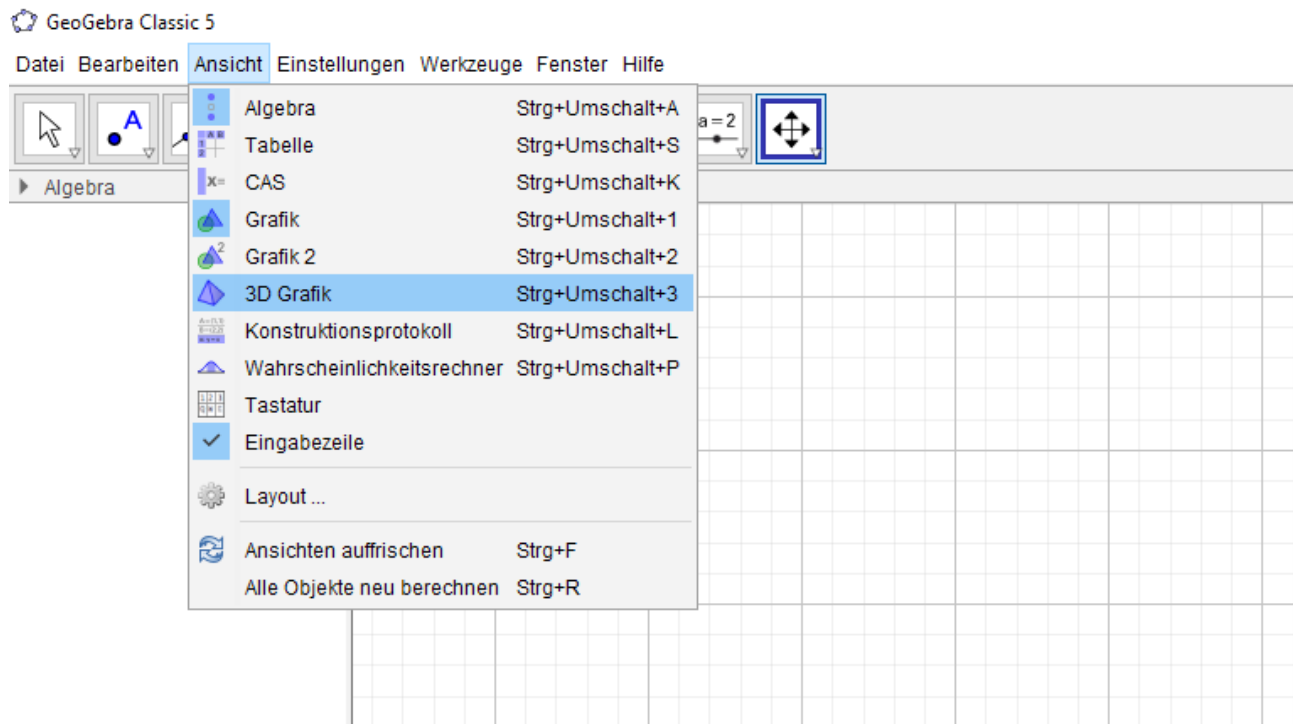 GeoGebra Classic 5
Datei Bearbeiten Ansicht Einstellungen Werkzeuge Fenster Hilfe
A a = 2
Algebra
Algebra Strg+Umschalt+A
Tabelle Strg+Umschalt+S
CAS Strg+Umschalt+K
Grafik Strg+Umschalt+1
Grafik 2 Strg+Umschalt+2
3D Grafik Strg+Umschalt+3
Konstruktionsprotokoll Strg+Umschalt+L
Wahrscheinlichkeitsrechner Strg+Umschalt+P
Tastatur
Eingabezeile
Layout ...
Ansichten auffrischen Strg+F
Alle Objekte neu berechnen Strg+R